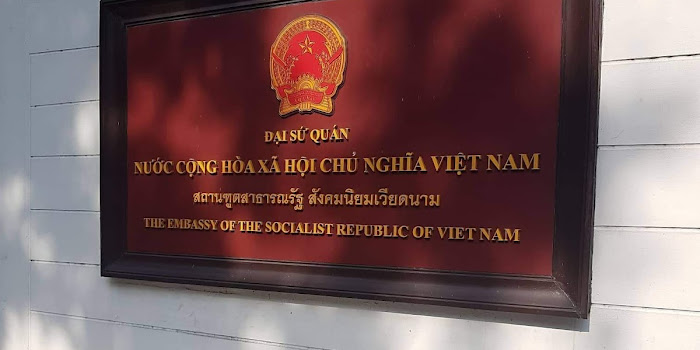 ĐẠI SỨ QUÁN
NƯỚC CỘNG HÒA XÃ HỘI CHỦ NGHĨA VIỆT NAM
สถานฑูตสาธารณรัฐ สังคมนิยมเวียดนาม
THE EMBASSY OF THE SOCIALIST REPUBLIC OF VIET NAM